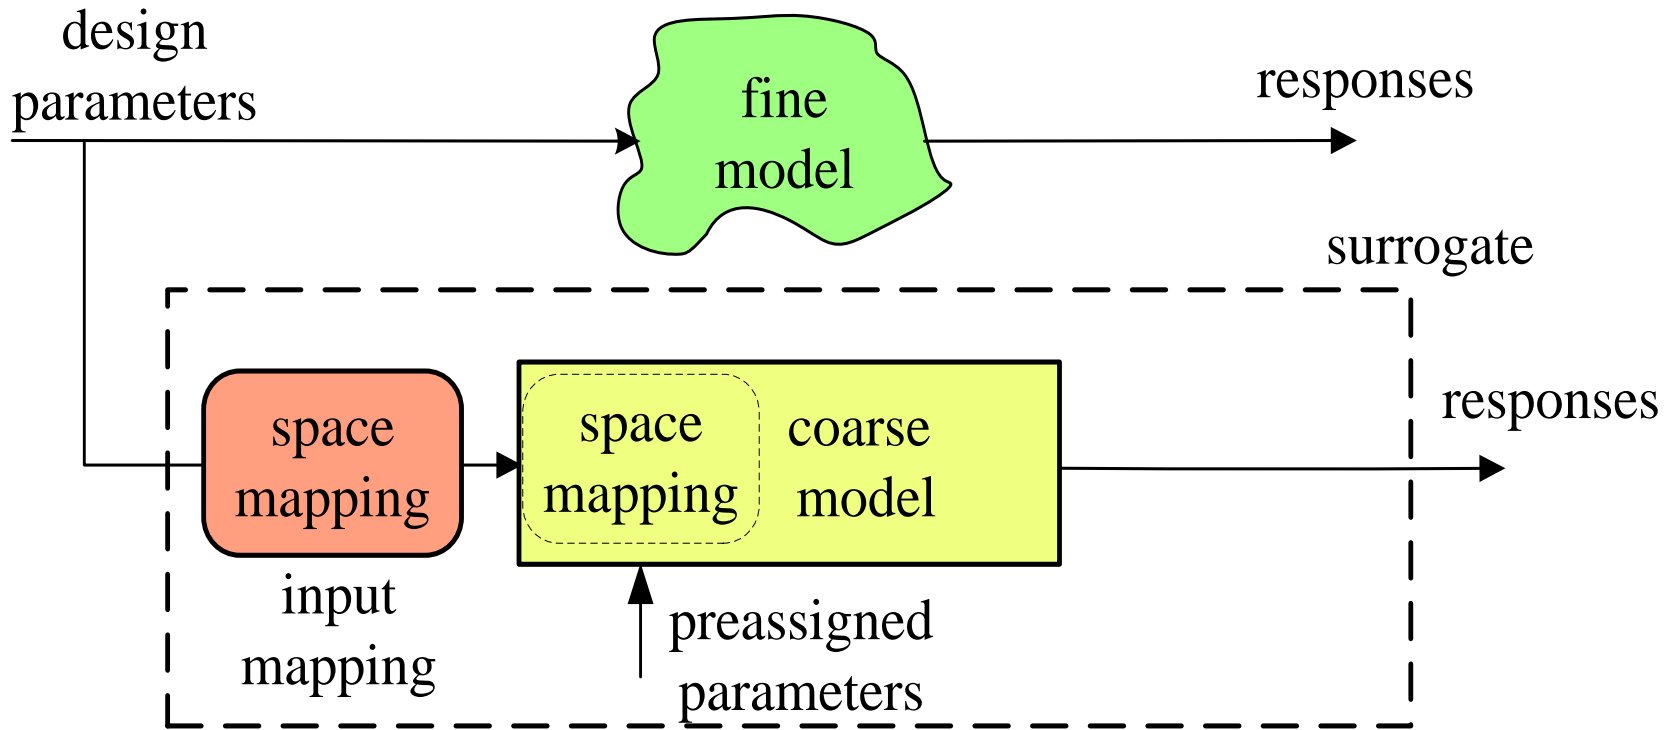 design
parameters
fine
model
responses
surrogate
space
mapping
input
mapping
space
mapping
coarse
model
preassigned
parameters
responses